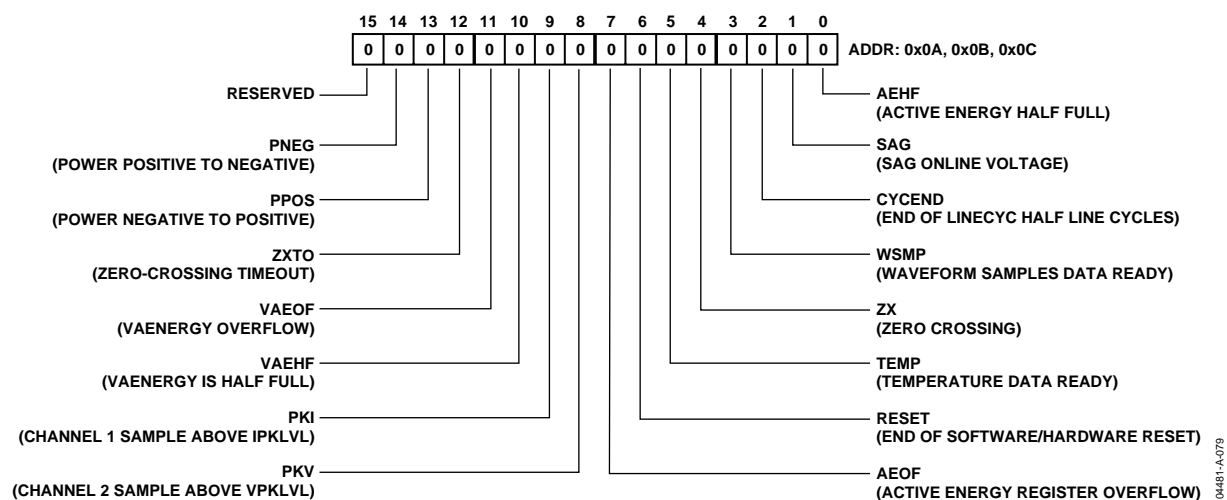 15 14 13 12 11 10 9 8 7 6 5 4 3 2 1 0
0 0 0 0 0 0 0 0 0 0 0 0 0 0 0 0 ADDR: 0x0A, 0x0B, 0x0C
RESERVED
PNEG
(POWER POSITIVE TO NEGATIVE)
PPOS
(POWER NEGATIVE TO POSITIVE)
ZXTO
(ZERO-CROSSING TIMEOUT)
VAEOF
(VAENERGY OVERFLOW)
VAEHF
(VAENERGY IS HALF FULL)
PKI
(CHANNEL 1 SAMPLE ABOVE IPKLVL)
PKV
(CHANNEL 2 SAMPLE ABOVE VPKLVL)
AEHF
(ACTIVE ENERGY HALF FULL)
SAG
(SAG ONLINE VOLTAGE)
CYCEND
(END OF LINECYC HALF LINE CYCLES)
WSMP
(WAVEFORM SAMPLES DATA READY)
ZX
(ZERO CROSSING)
TEMP
(TEMPERATURE DATA READY)
RESET
(END OF SOFTWARE/HARDWARE RESET)
AEOF
(ACTIVE ENERGY REGISTER OVERFLOW)
04481-A-079